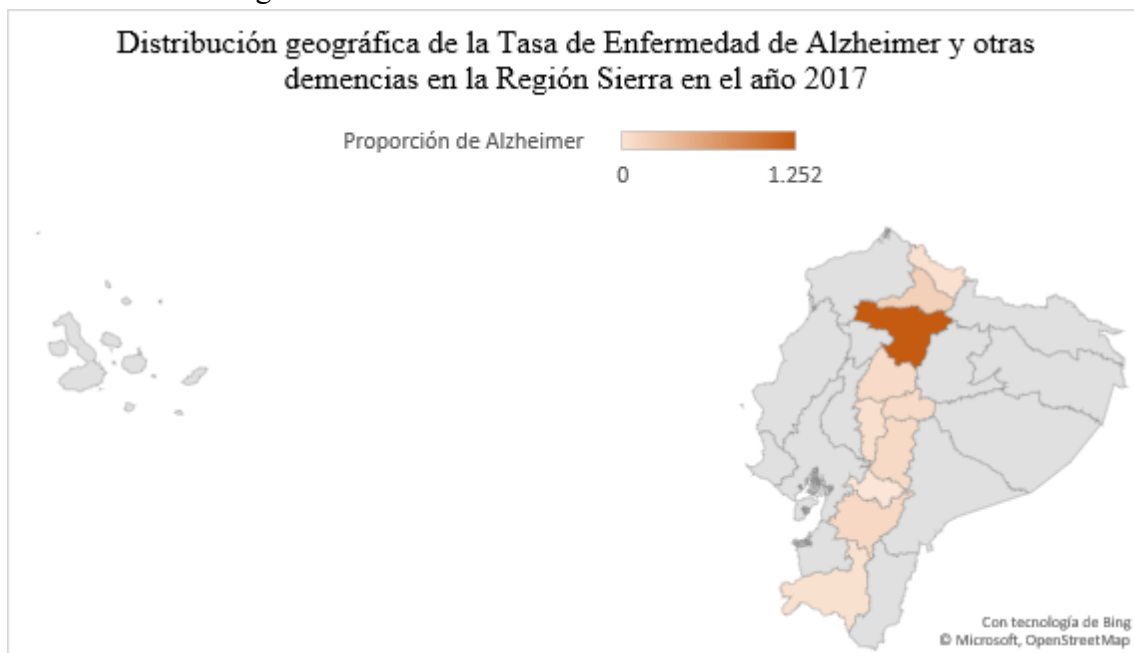 Distribución geográfica de la Tasa de Enfermedad de Alzheimer y otras
demencias en la Región Sierra en el año 2017
Proporción de Alzheimer
0 1.252
Con tecnología de Bing
© Microsoft, OpenStreetMap